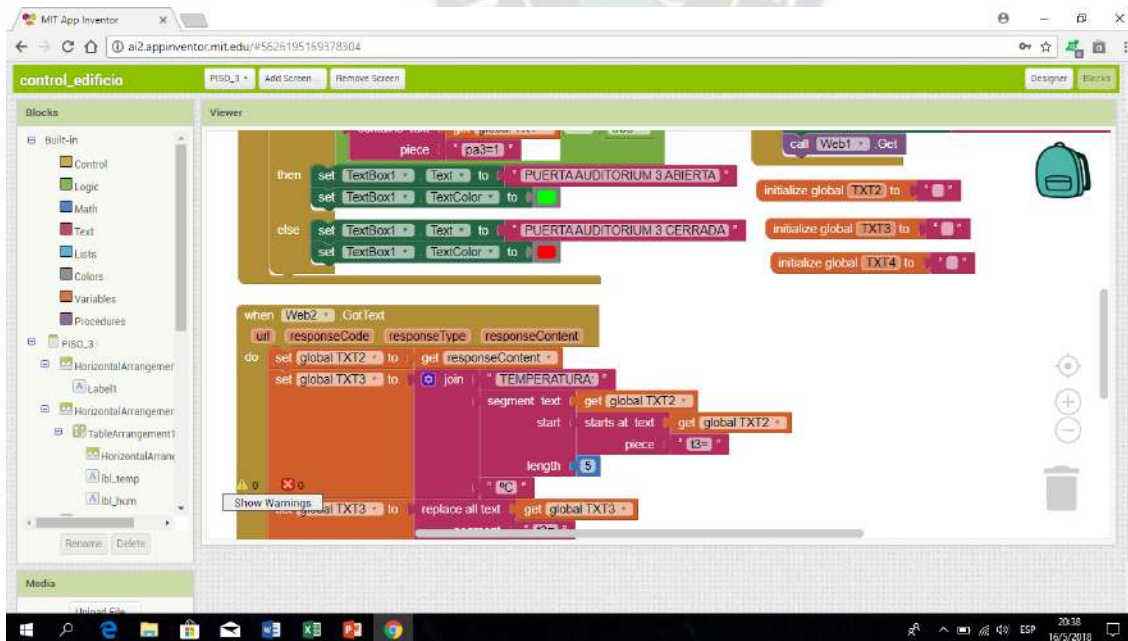 MIT App Inventor
ai2.appinventor.mit.edu/#5626195169378304
control_edificio
PISO_3
Add Screen ...
Remove Screen
Designer
Blocks
Blocks
Viewer
Built-in
Control
Logic
Math
Text
Lists
Colors
Variables
Procedures
PISO_3
HorizontalArrangemer
Label1
HorizontalArrangemer
TableArrangement1
HorizontalArrang
lbl_temp
lbl_hum
Rename Delete
Media
Upload File
piece " pa3=1 "
then set TextBox1 . Text to " PUERTA AUDITORIUM 3 ABIERTA "
set TextBox1 . TextColor to
else set TextBox1 . Text to " PUERTA AUDITORIUM 3 CERRADA "
set TextBox1 . TextColor to
call Web1 .Get
initialize global TXT2 to " "
initialize global TXT3 to " "
initialize global TXT4 to " "
when Web2 .GotText
url responseCode responseType responseContent
do set global TXT2 to get responseContent
set global TXT3 to join " TEMPERATURA: "
segment text get global TXT2
start starts at text get global TXT2
piece " t3= "
length 5
" ºC "
0 0
Show Warnings
set global TXT3 to replace all text get global TXT3
ESP
20:38
16/5/2018